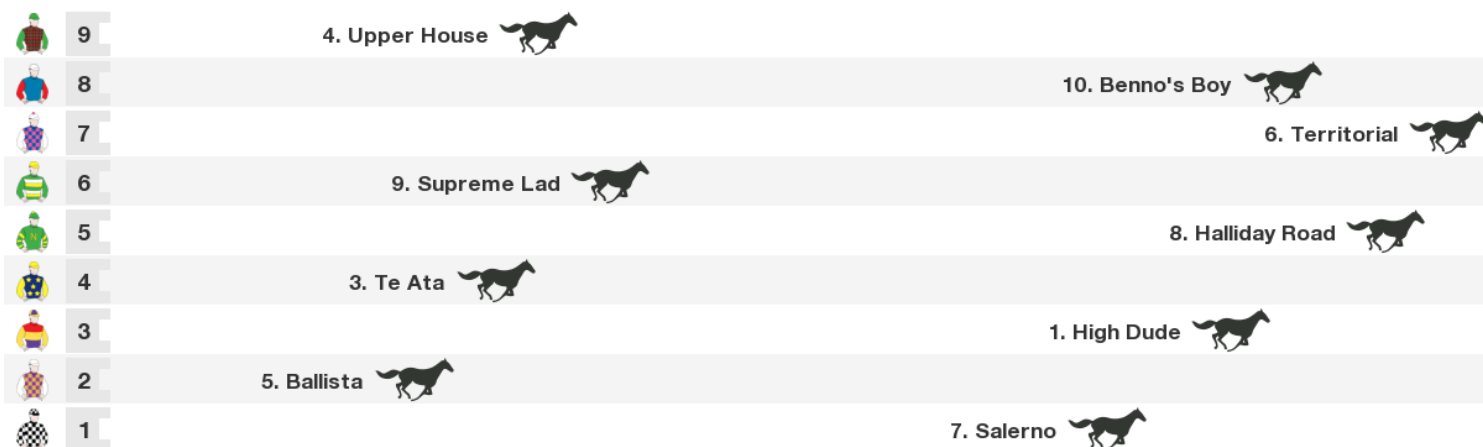 9 4. Upper House
8 10. Benno's Boy
7 6. Territorial
6 9. Supreme Lad
5 8. Halliday Road
4 3. Te Ata
3 1. High Dude
2 5. Ballista
1 7. Salerno